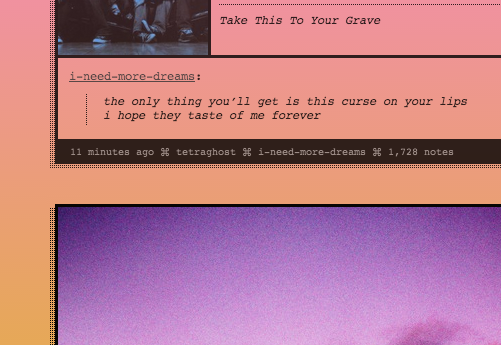 Take This To Your Grave
i-need-more-dreams:
the only thing you’ll get is this curse on your lips
i hope they taste of me forever
11 minutes ago ⌘ tetraghost ⌘ i-need-more-dreams ⌘ 1,728 notes